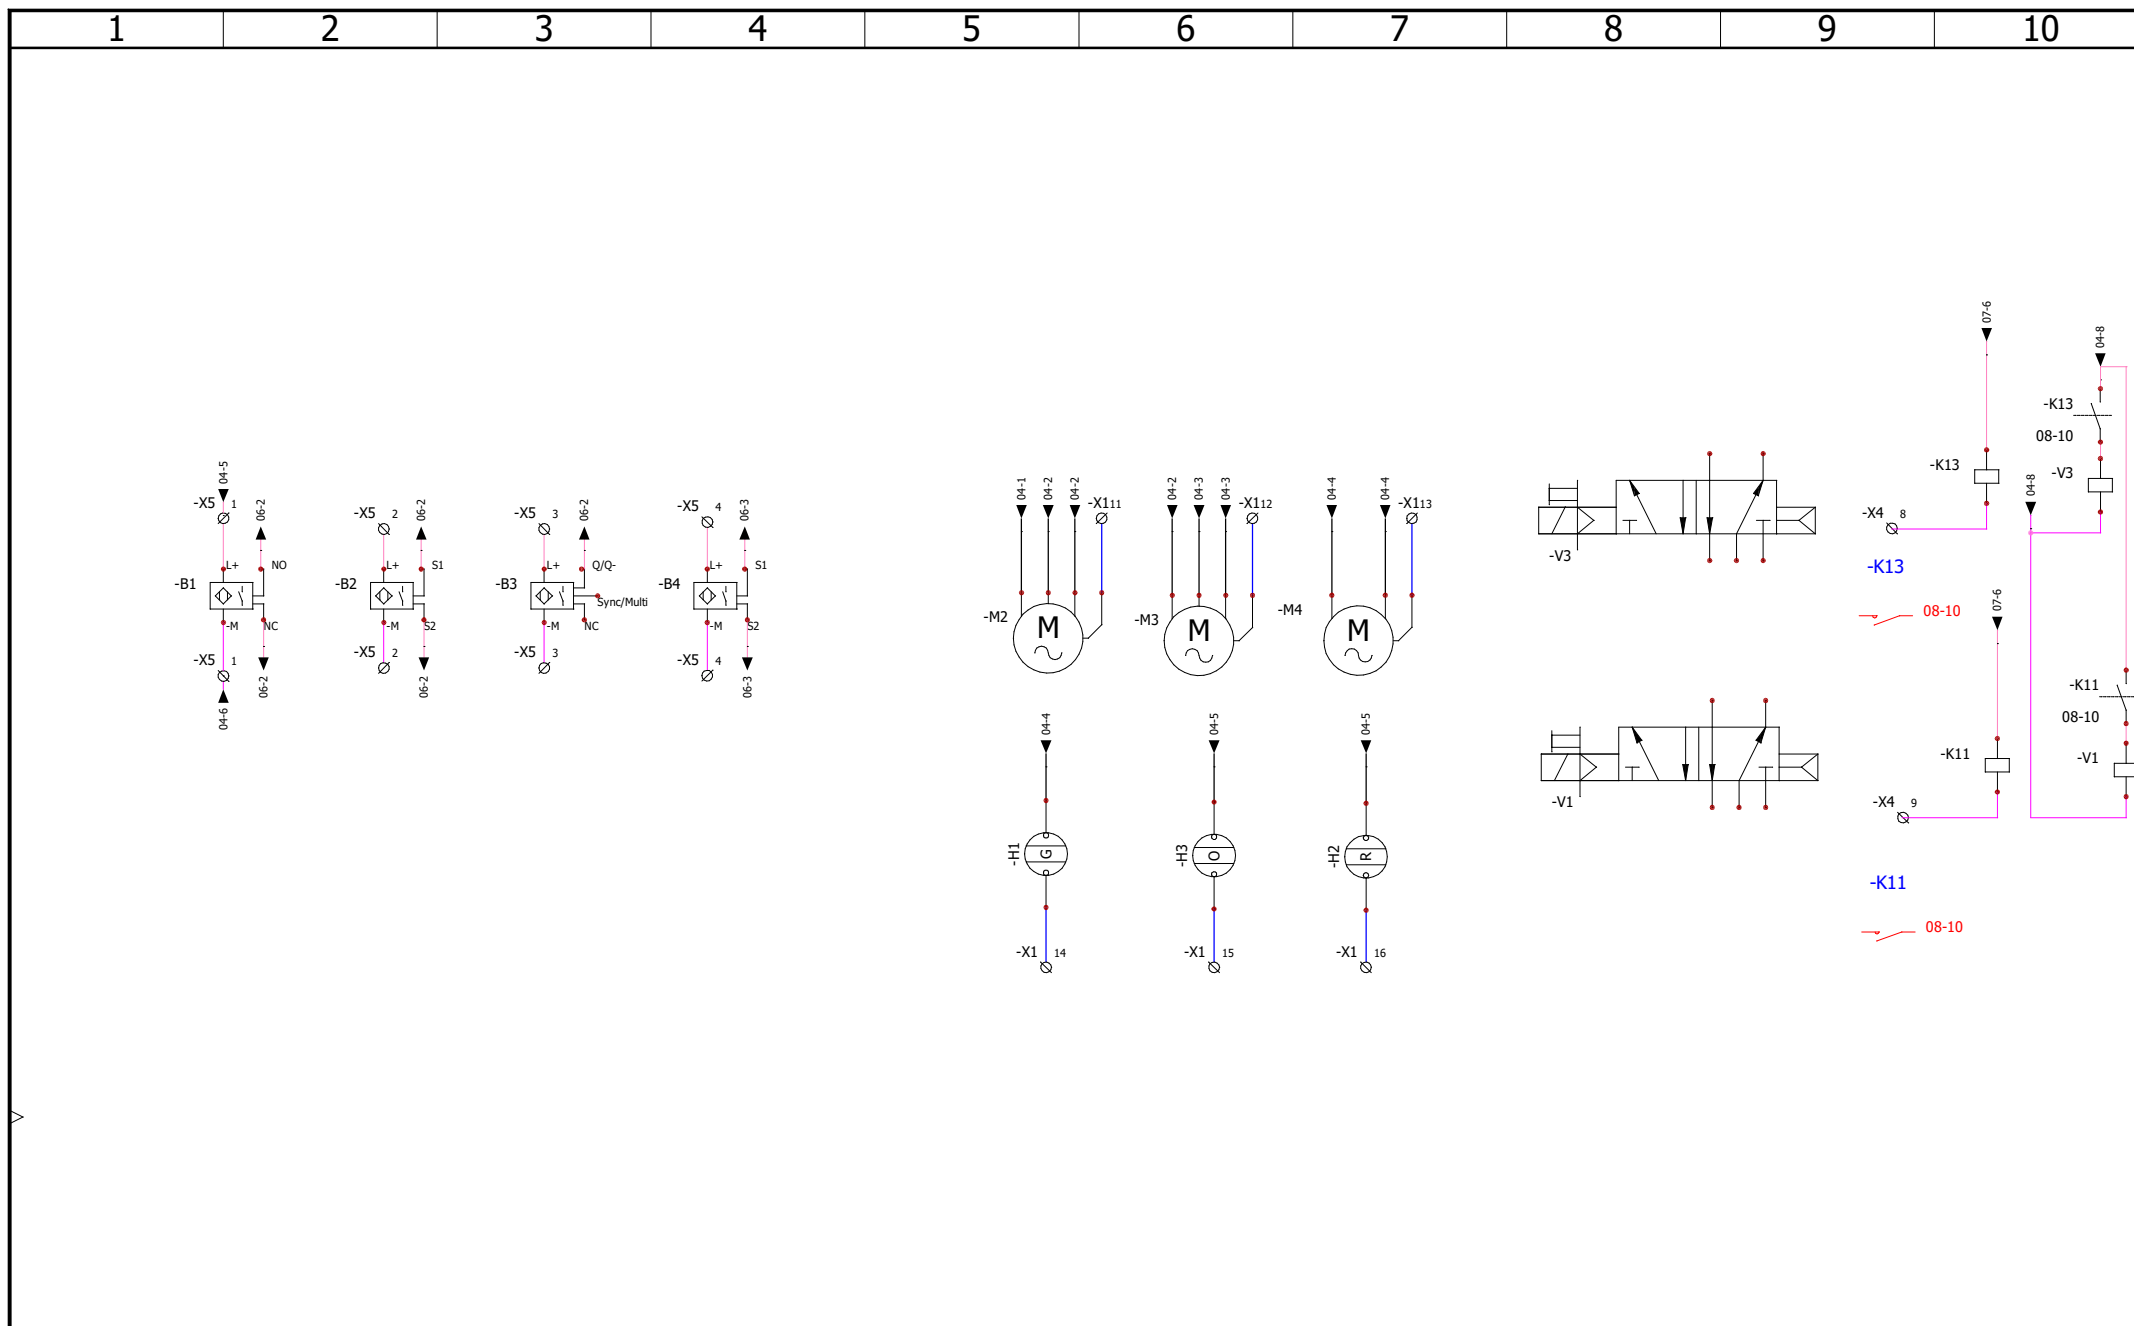 1 2 3 4 5 6 7 8 9 10
07-6
04-8
-K13
08-10
04-5
-X5 1
06-2
-X5 2
06-2
-X5 3
06-2
-X5 4
06-3
04-1
04-2
04-2
-X1 11
04-2
04-3
04-3
-X1 12
04-4
04-4
-X1 13
-K13
-V3
04-8
-X4 8
-V3
L+
NO
-B1
-M
NC
-X5 1
06-2
04-6
L+
S1
-B2
-M
S2
-X5 2
06-2
L+
Q/Q-
-B3
Sync/Multi
-M
NC
-X5 3
L+
S1
-B4
-M
S2
-X5 4
06-3
-M2
M
-M3
M
-M4
M
-K13
08-10
07-6
-K11
08-10
04-4
04-5
04-5
-K11
-V1
-V1
-X4 9
-H1
G
-H3
O
-H2
R
-K11
08-10
-X1 14
-X1 15
-X1 16